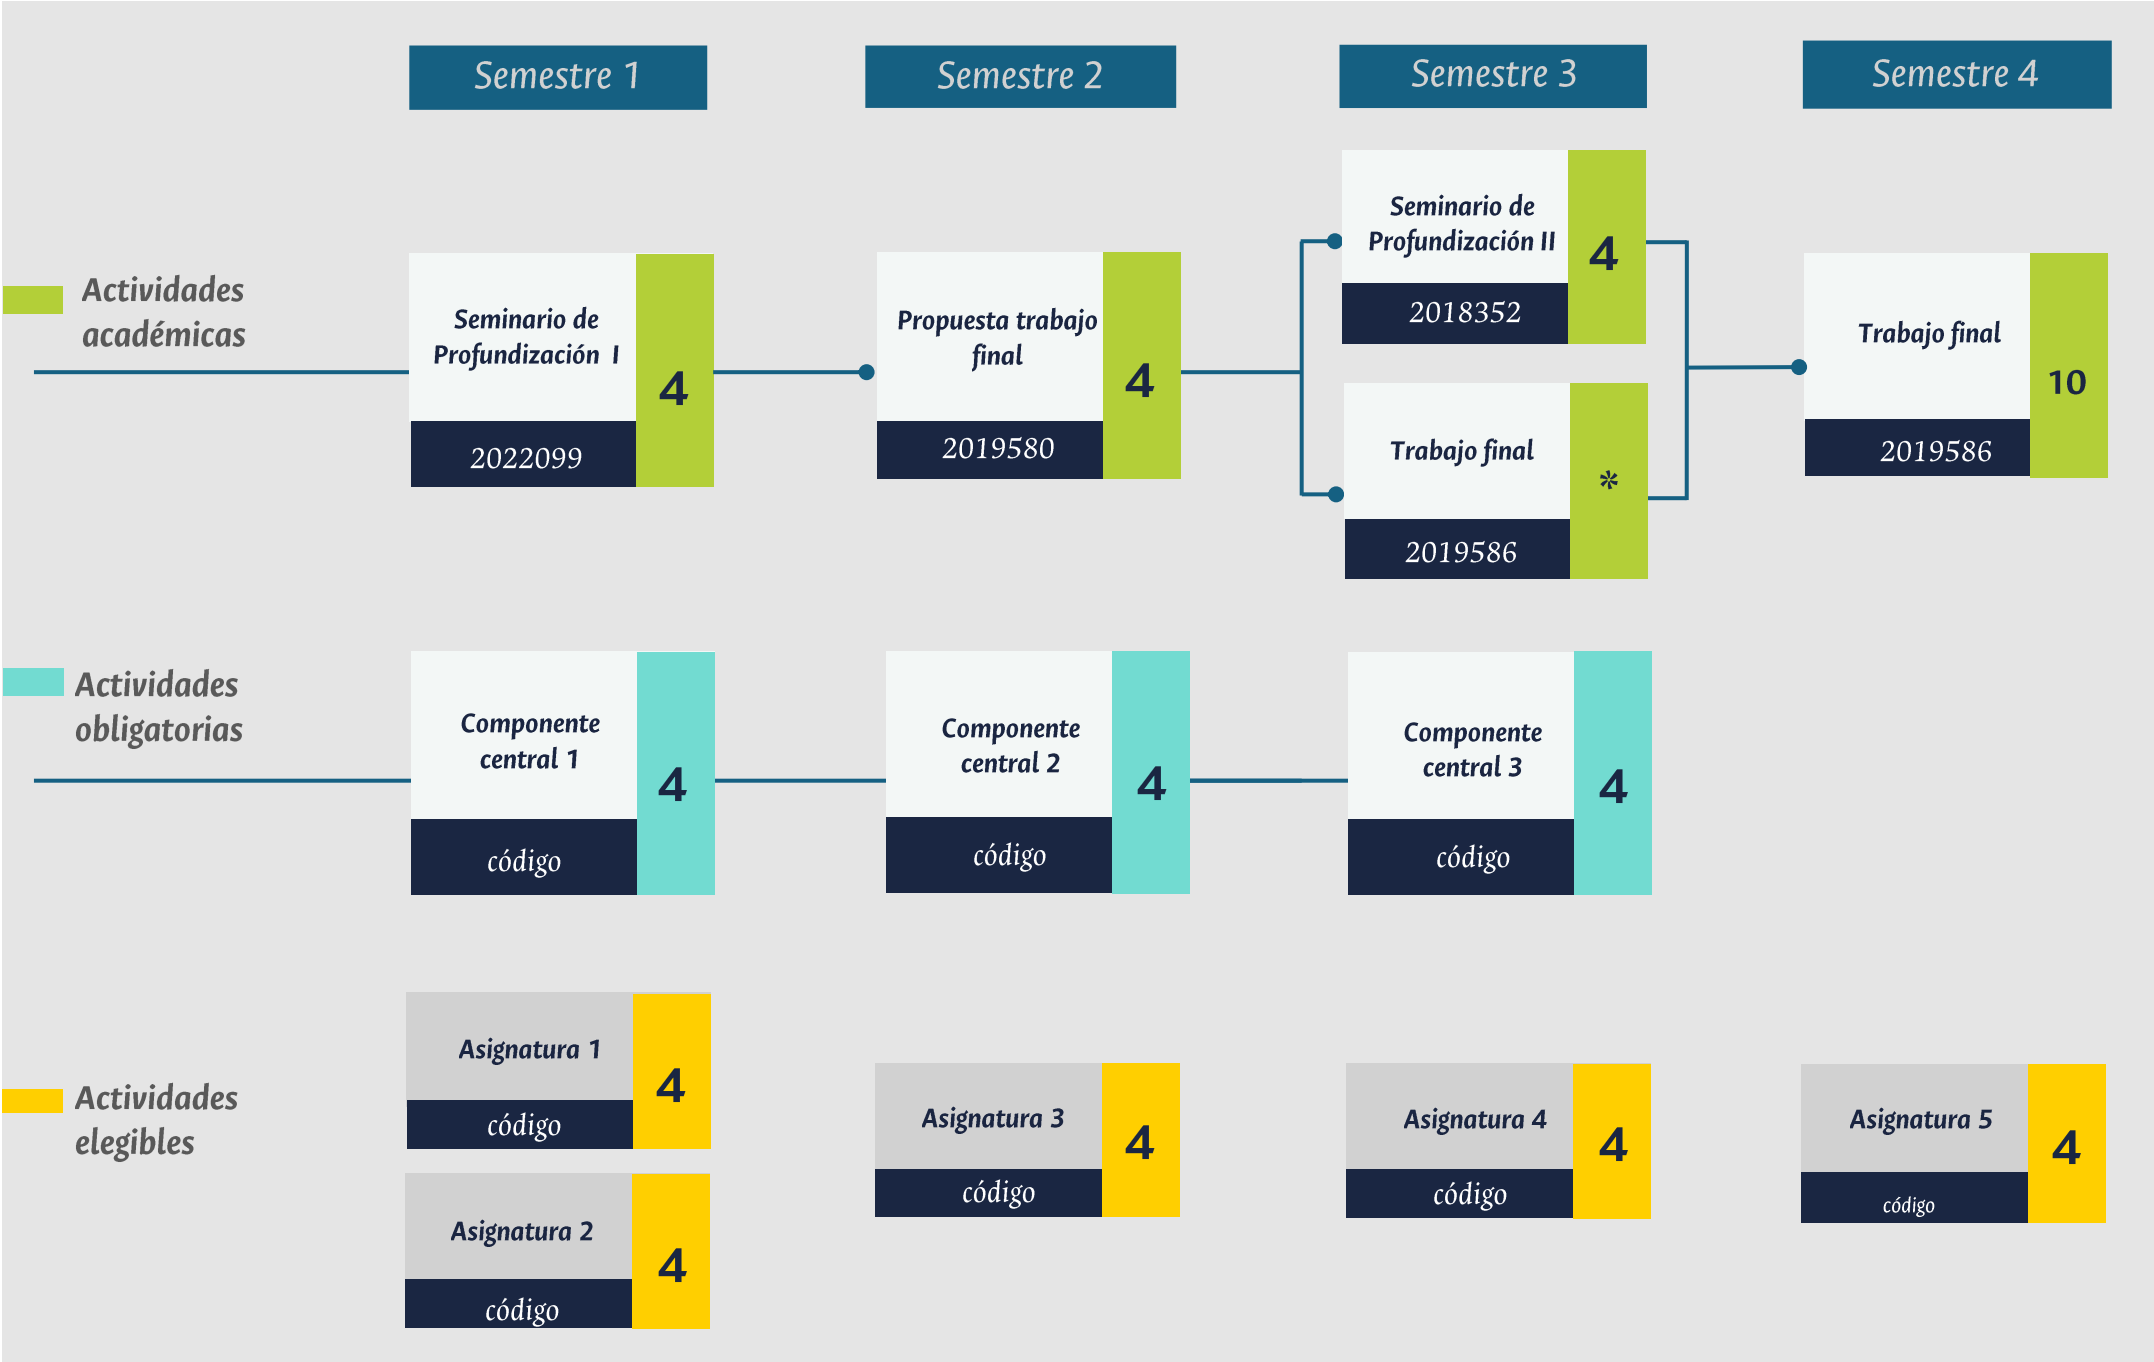 Semestre 1
Semestre 2
Semestre 3
Semestre 4
Actividades
académicas
Seminario de
Profundización I
4
2022099
Propuesta trabajo
final
4
2019580
Seminario de
Profundización II
4
2018352
Trabajo final
*
2019586
Trabajo final
10
2019586
Actividades
obligatorias
Componente
central 1
4
código
Componente
central 2
4
código
Componente
central 3
4
código
Actividades
elegibles
Asignatura 1
4
código
Asignatura 2
4
código
Asignatura 3
4
código
Asignatura 4
4
código
Asignatura 5
4
código